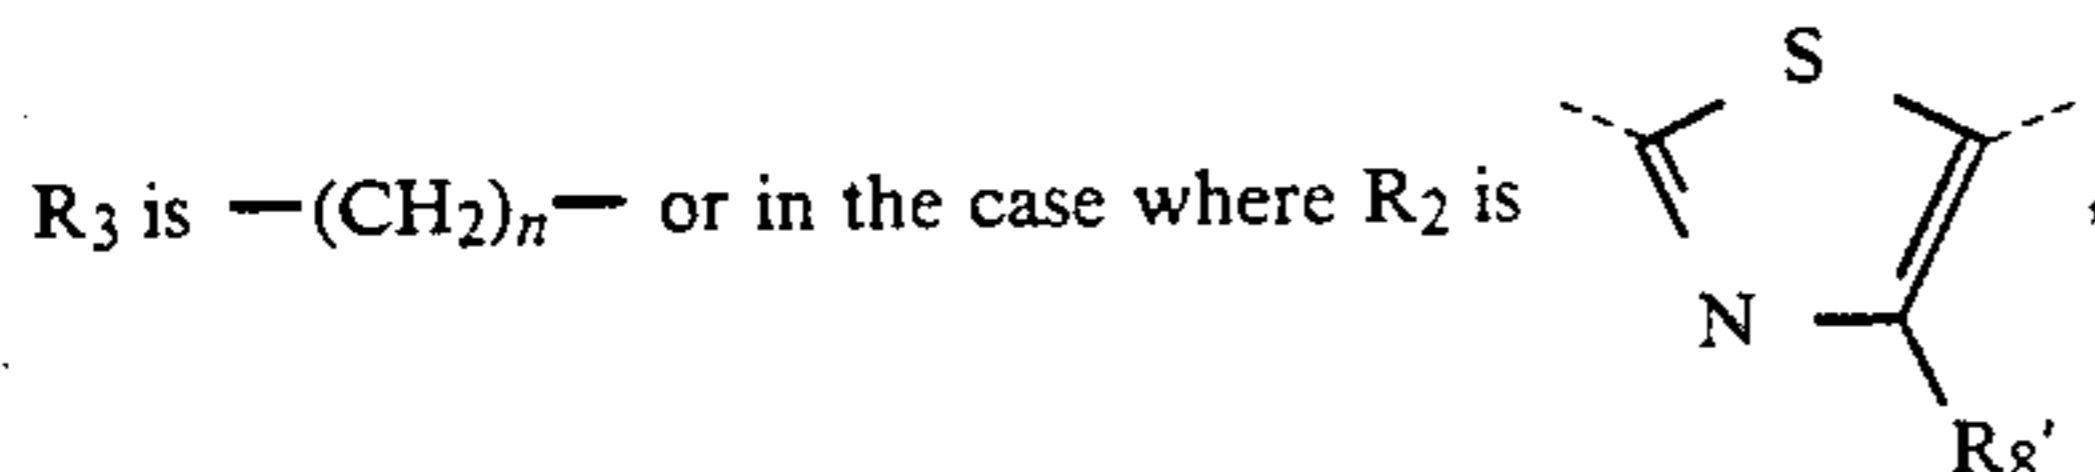 S
R₃ is —(CH₂)ₙ— or in the case where R₂ is ,
N
R₈'